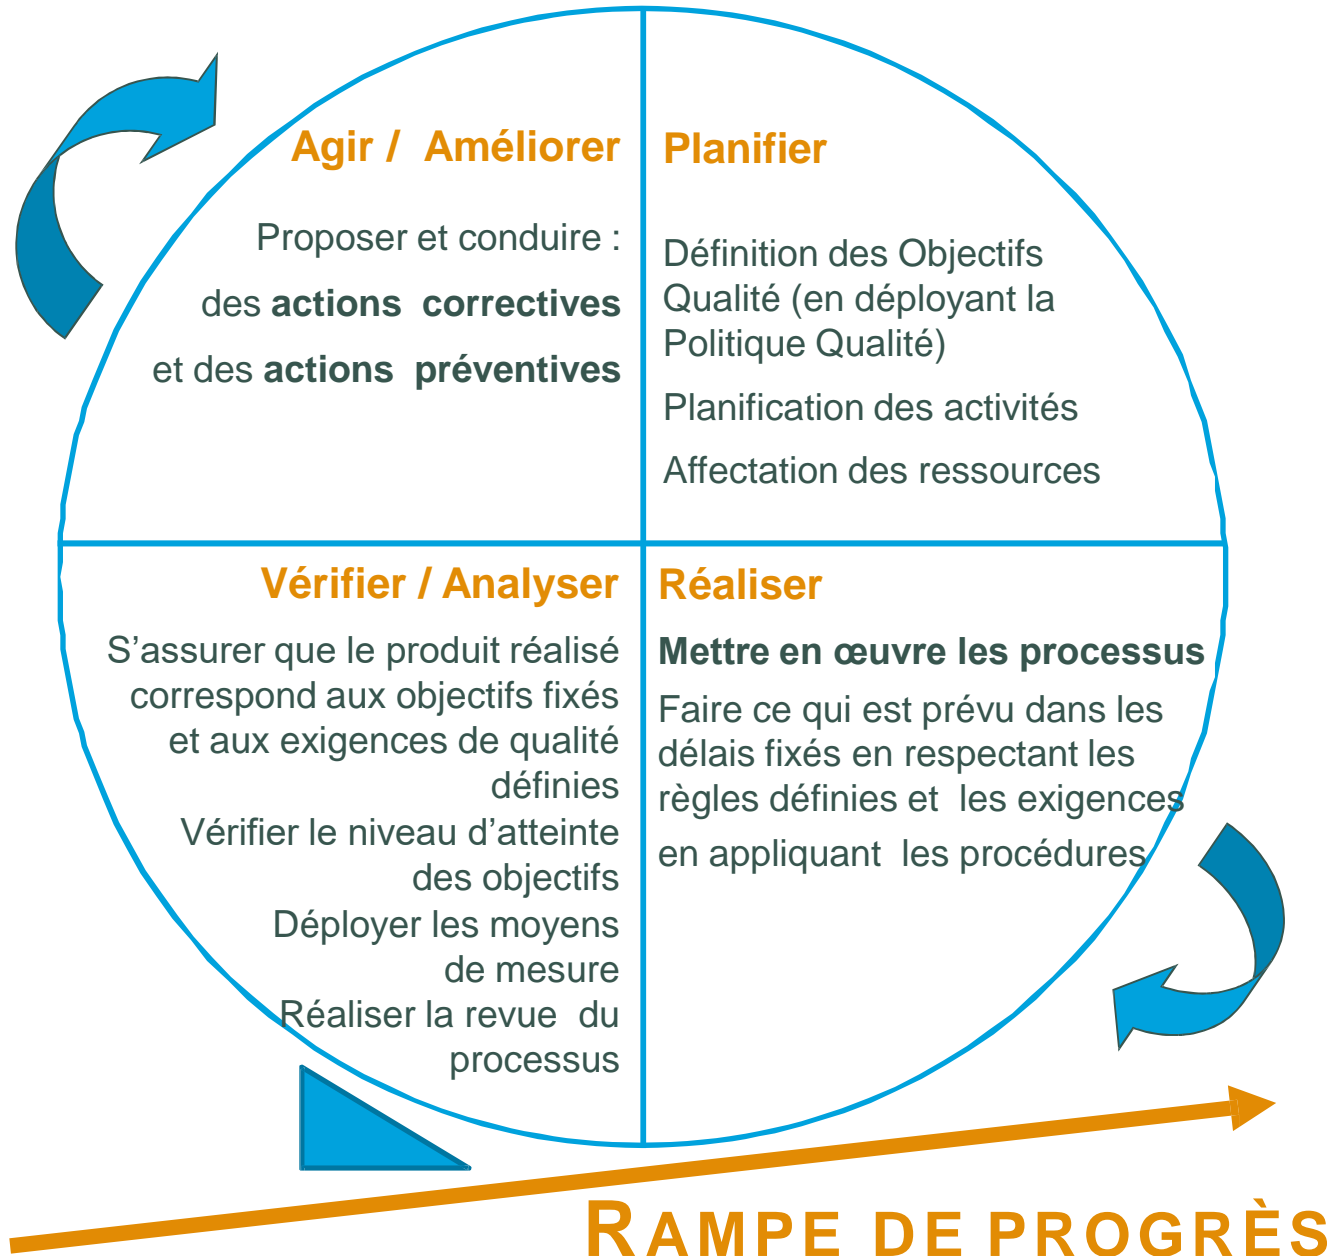 Agir / Améliorer
Proposer et conduire :
des actions correctives
et des actions préventives
Planifier
Définition des Objectifs
Qualité (en déployant la
Politique Qualité)
Planification des activités
Affectation des ressources
Vérifier / Analyser
S’assurer que le produit réalisé
correspond aux objectifs fixés
et aux exigences de qualité
définies
Vérifier le niveau d’atteinte
des objectifs
Déployer les moyens
de mesure
Réaliser la revue du
processus
Réaliser
Mettre en œuvre les processus
Faire ce qui est prévu dans les
délais fixés en respectant les
règles définies et les exigences
en appliquant les procédures
RAMPE DE PROGRÈS